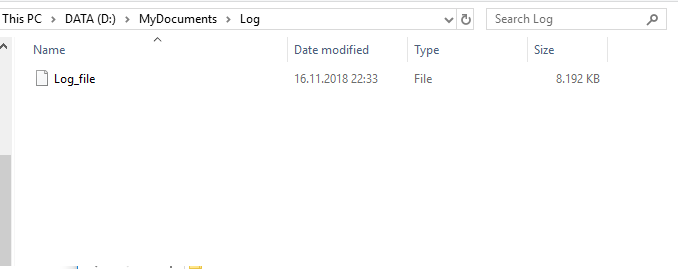 This PC > DATA (D:) > MyDocuments > Log Search Log
Name Date modified Type Size
Log_file 16.11.2018 22:33 File 8.192 KB